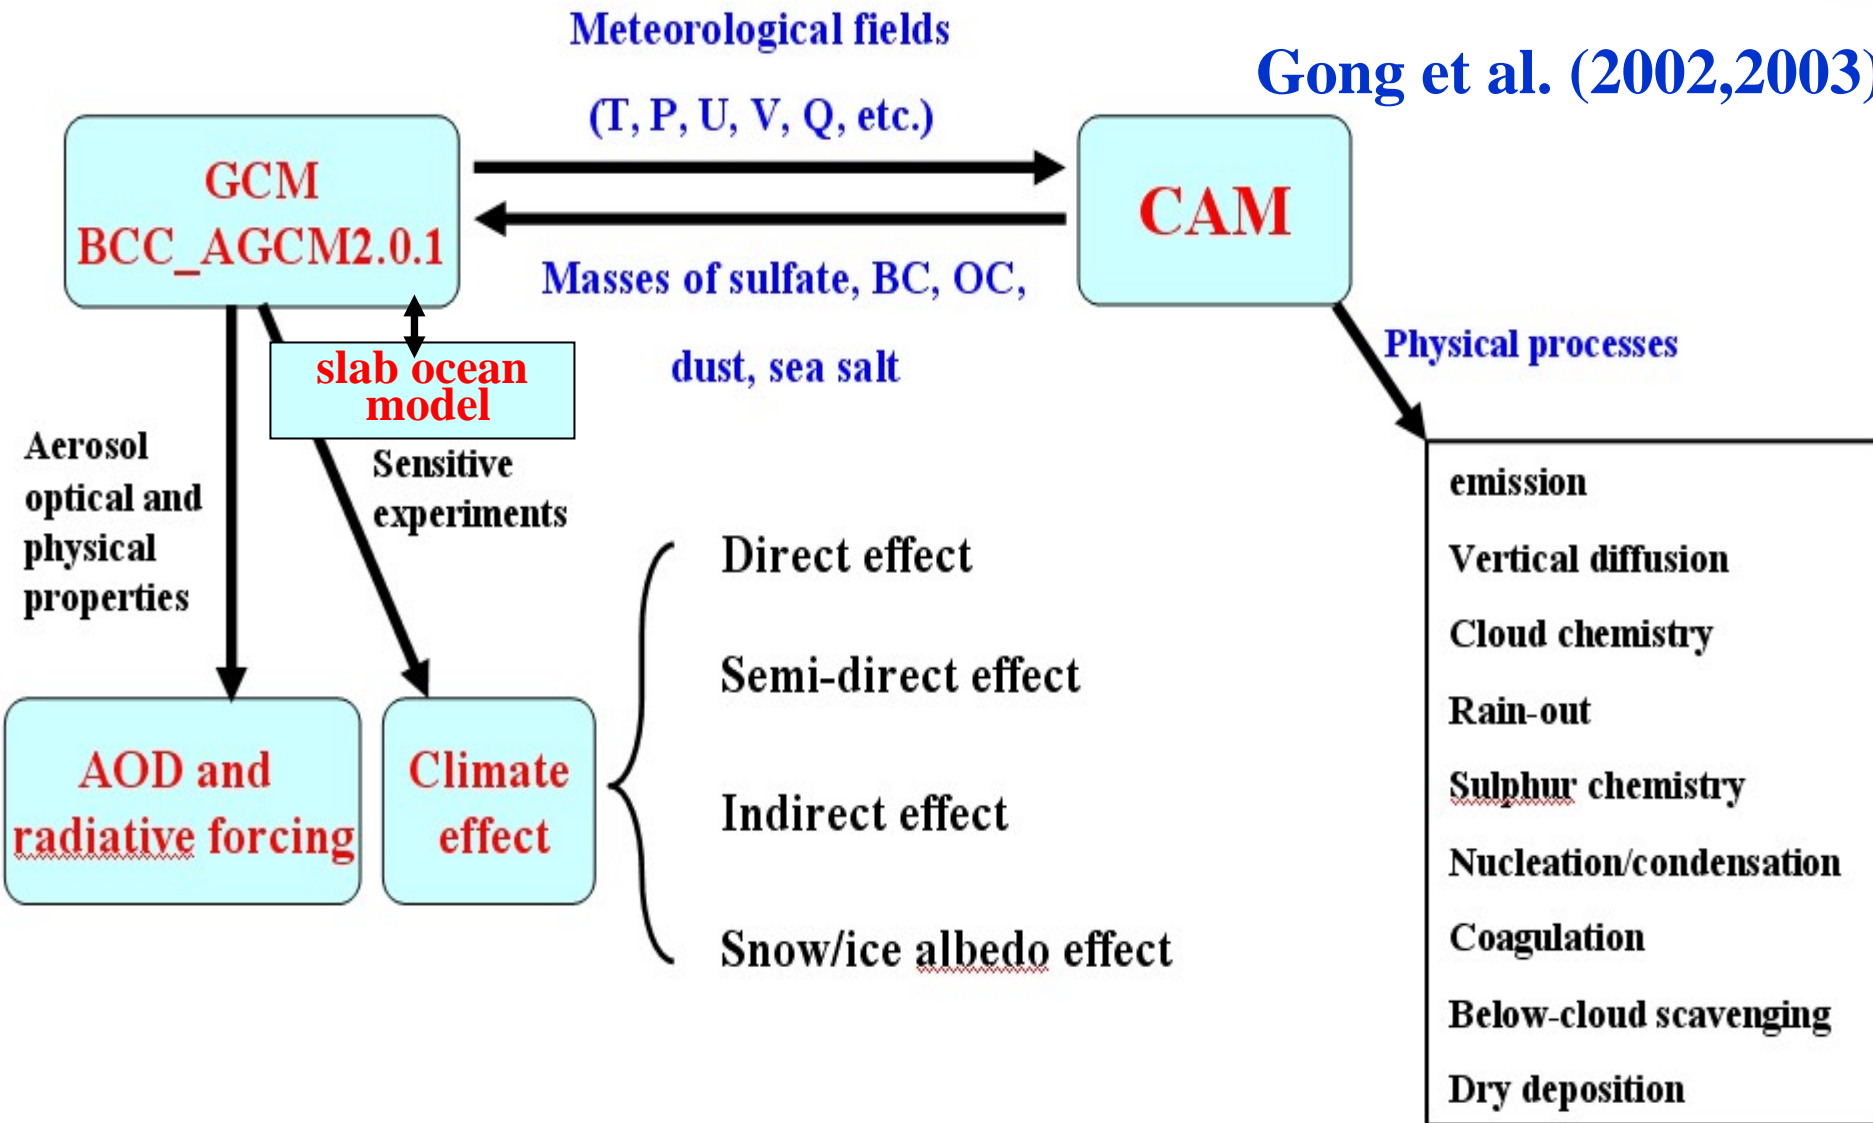 Meteorological fields
(T, P, U, V, Q, etc.)
Gong et al. (2002,2003)
GCM
BCC_AGCM2.0.1
CAM
Masses of sulfate, BC, OC,
dust, sea salt
slab ocean
model
Physical processes
Aerosol
optical and
physical
properties
Sensitive
experiments
AOD and
radiative forcing
Climate
effect
Direct effect
Semi-direct effect
Indirect effect
Snow/ice albedo effect
emission
Vertical diffusion
Cloud chemistry
Rain-out
Sulphur chemistry
Nucleation/condensation
Coagulation
Below-cloud scavenging
Dry deposition